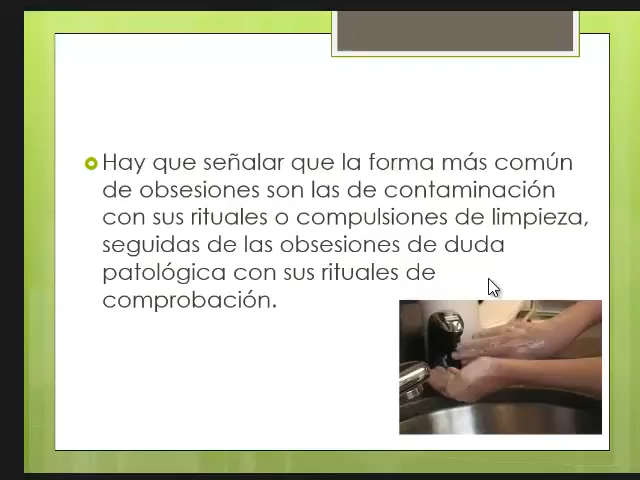 Hay que señalar que la forma más común
de obsesiones son las de contaminación
con sus rituales o compulsiones de limpieza,
seguidas de las obsesiones de duda
patológica con sus rituales de
comprobación.